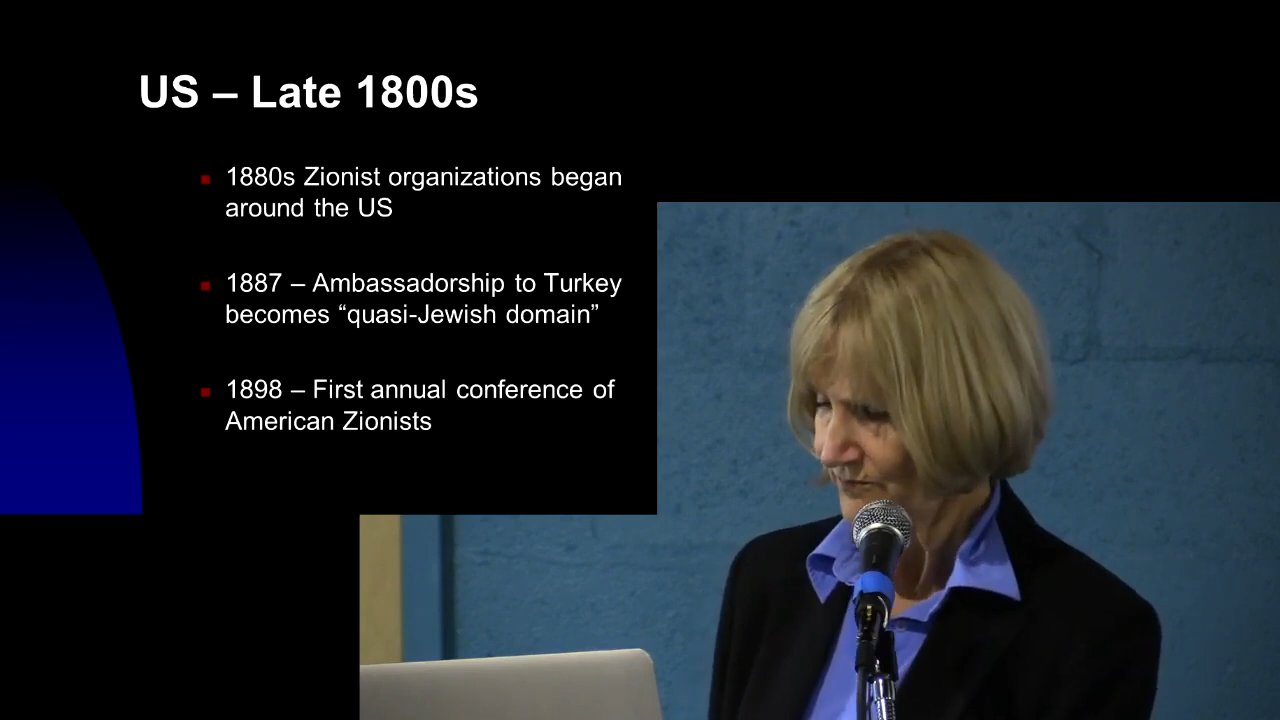 US – Late 1800s
1880s Zionist organizations began
around the US
1887 – Ambassadorship to Turkey
becomes “quasi-Jewish domain”
1898 – First annual conference of
American Zionists